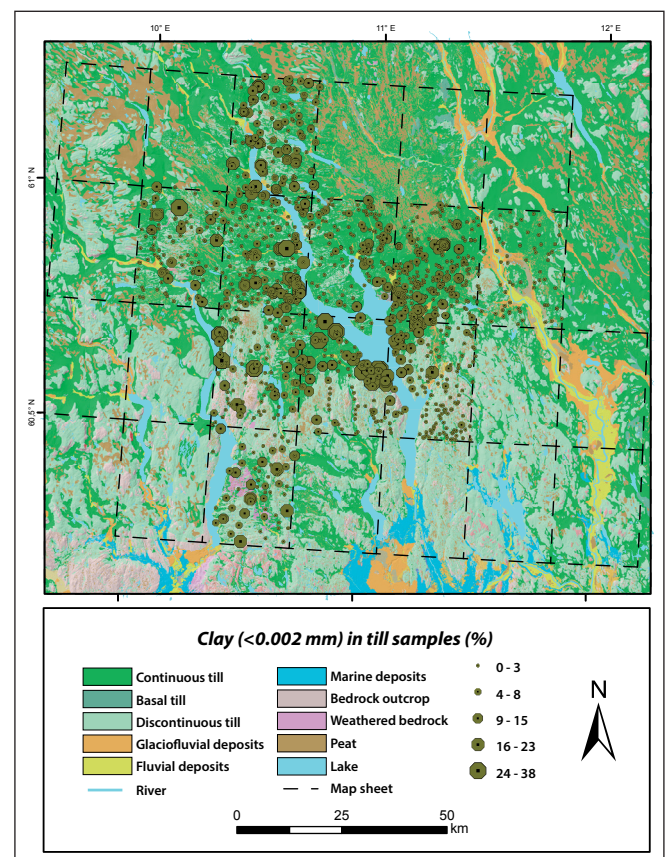 10° E
11° E
12° E
61° N
60.5° N
Clay (<0.002 mm) in till samples (%)
Continuous till
Basal till
Discontinuous till
Glaciofluvial deposits
Fluvial deposits
River
Marine deposits
Bedrock outcrop
Weathered bedrock
Peat
Lake
Map sheet
0 - 3
4 - 8
9 - 15
16 - 23
24 - 38
N
0 25 50
km